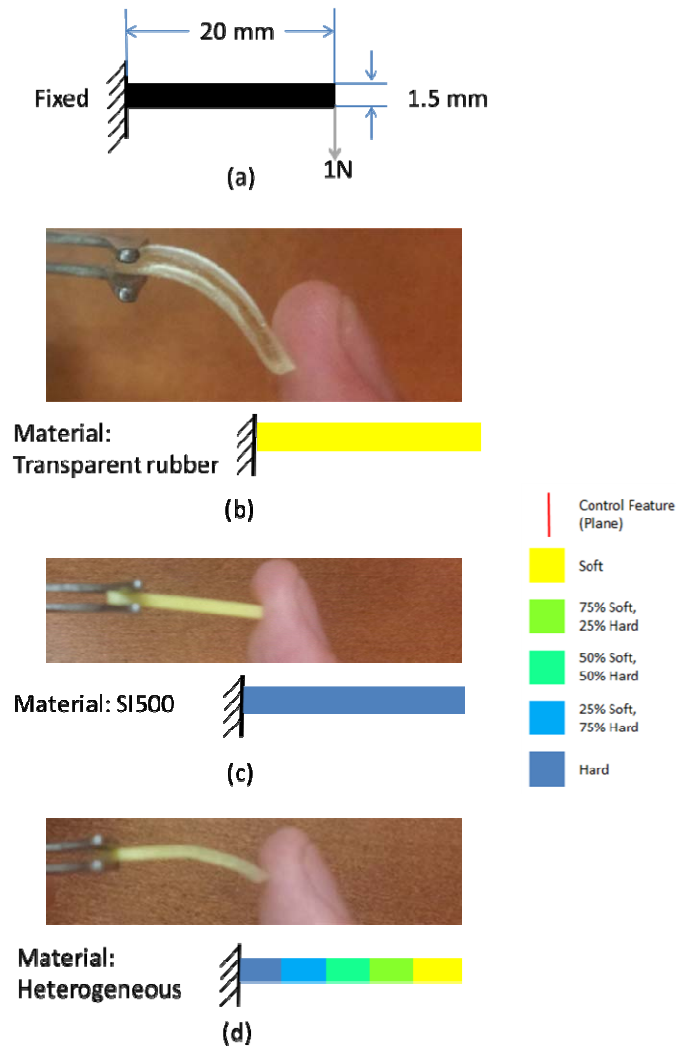 20 mm
Fixed
1.5 mm
1N
(a)
Material:
Transparent rubber
(b)
Control Feature
(Plane)
Soft
75% Soft,
25% Hard
50% Soft,
50% Hard
25% Soft,
75% Hard
Hard
Material: SI500
(c)
Material:
Heterogeneous
(d)